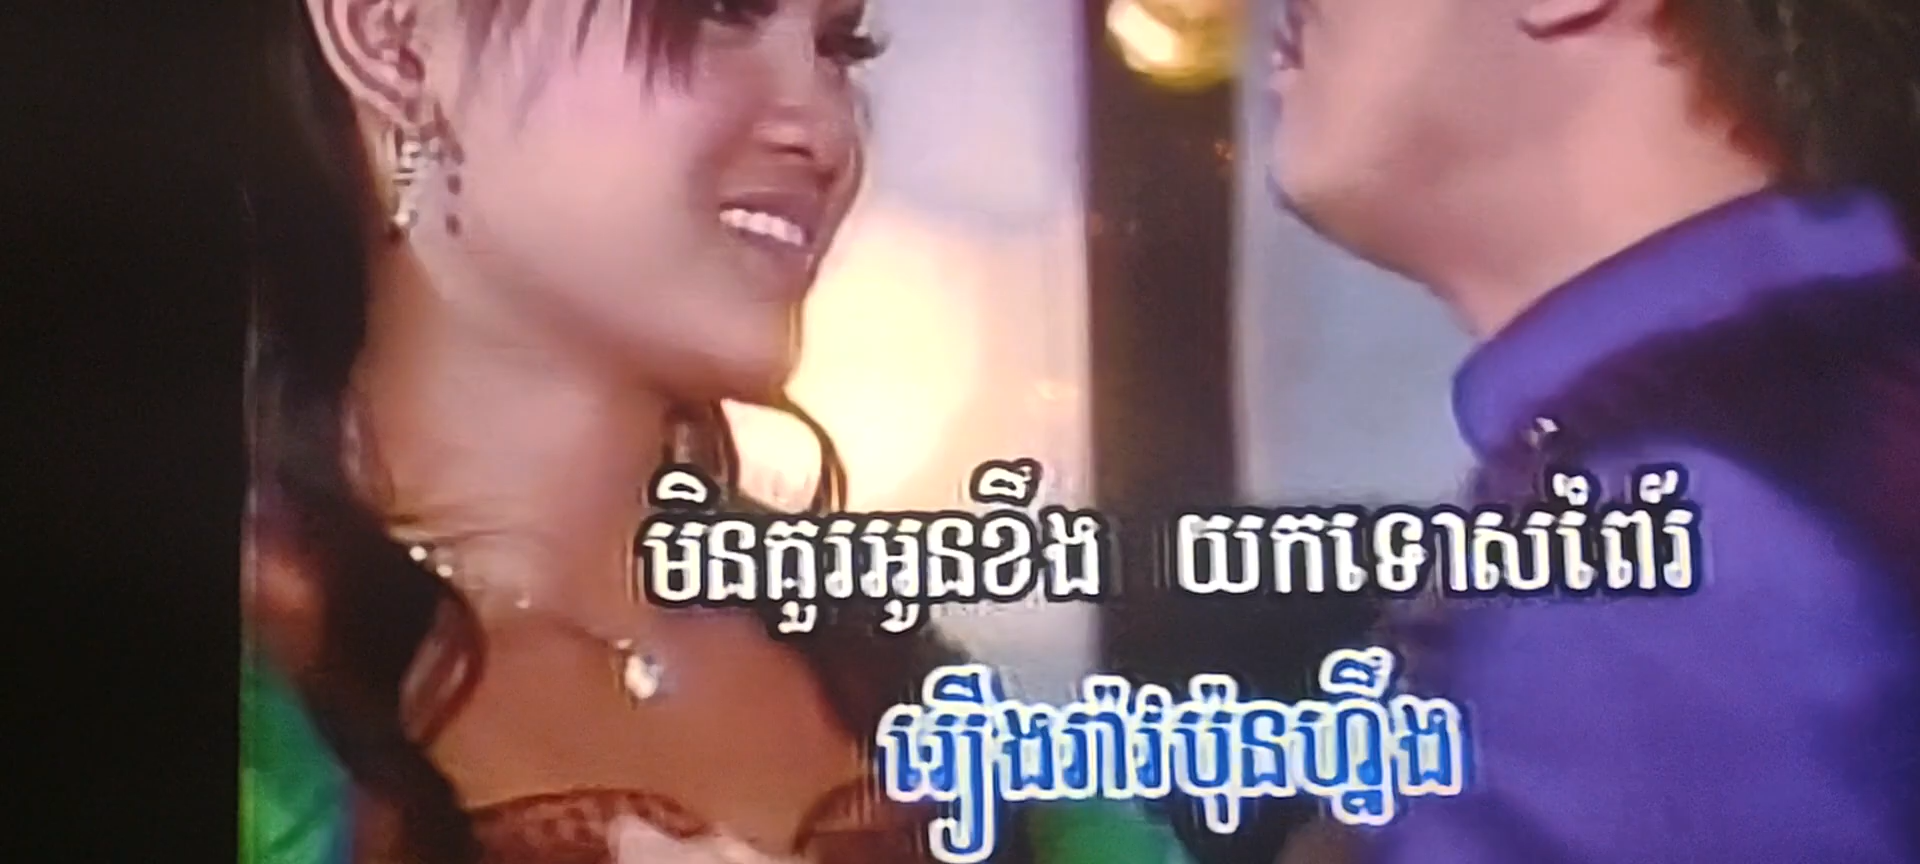 មិនគួរអូនខឹង យកទោសពៃរ៍
រឿងរ៉ាវប៉ុនហ្នឹង